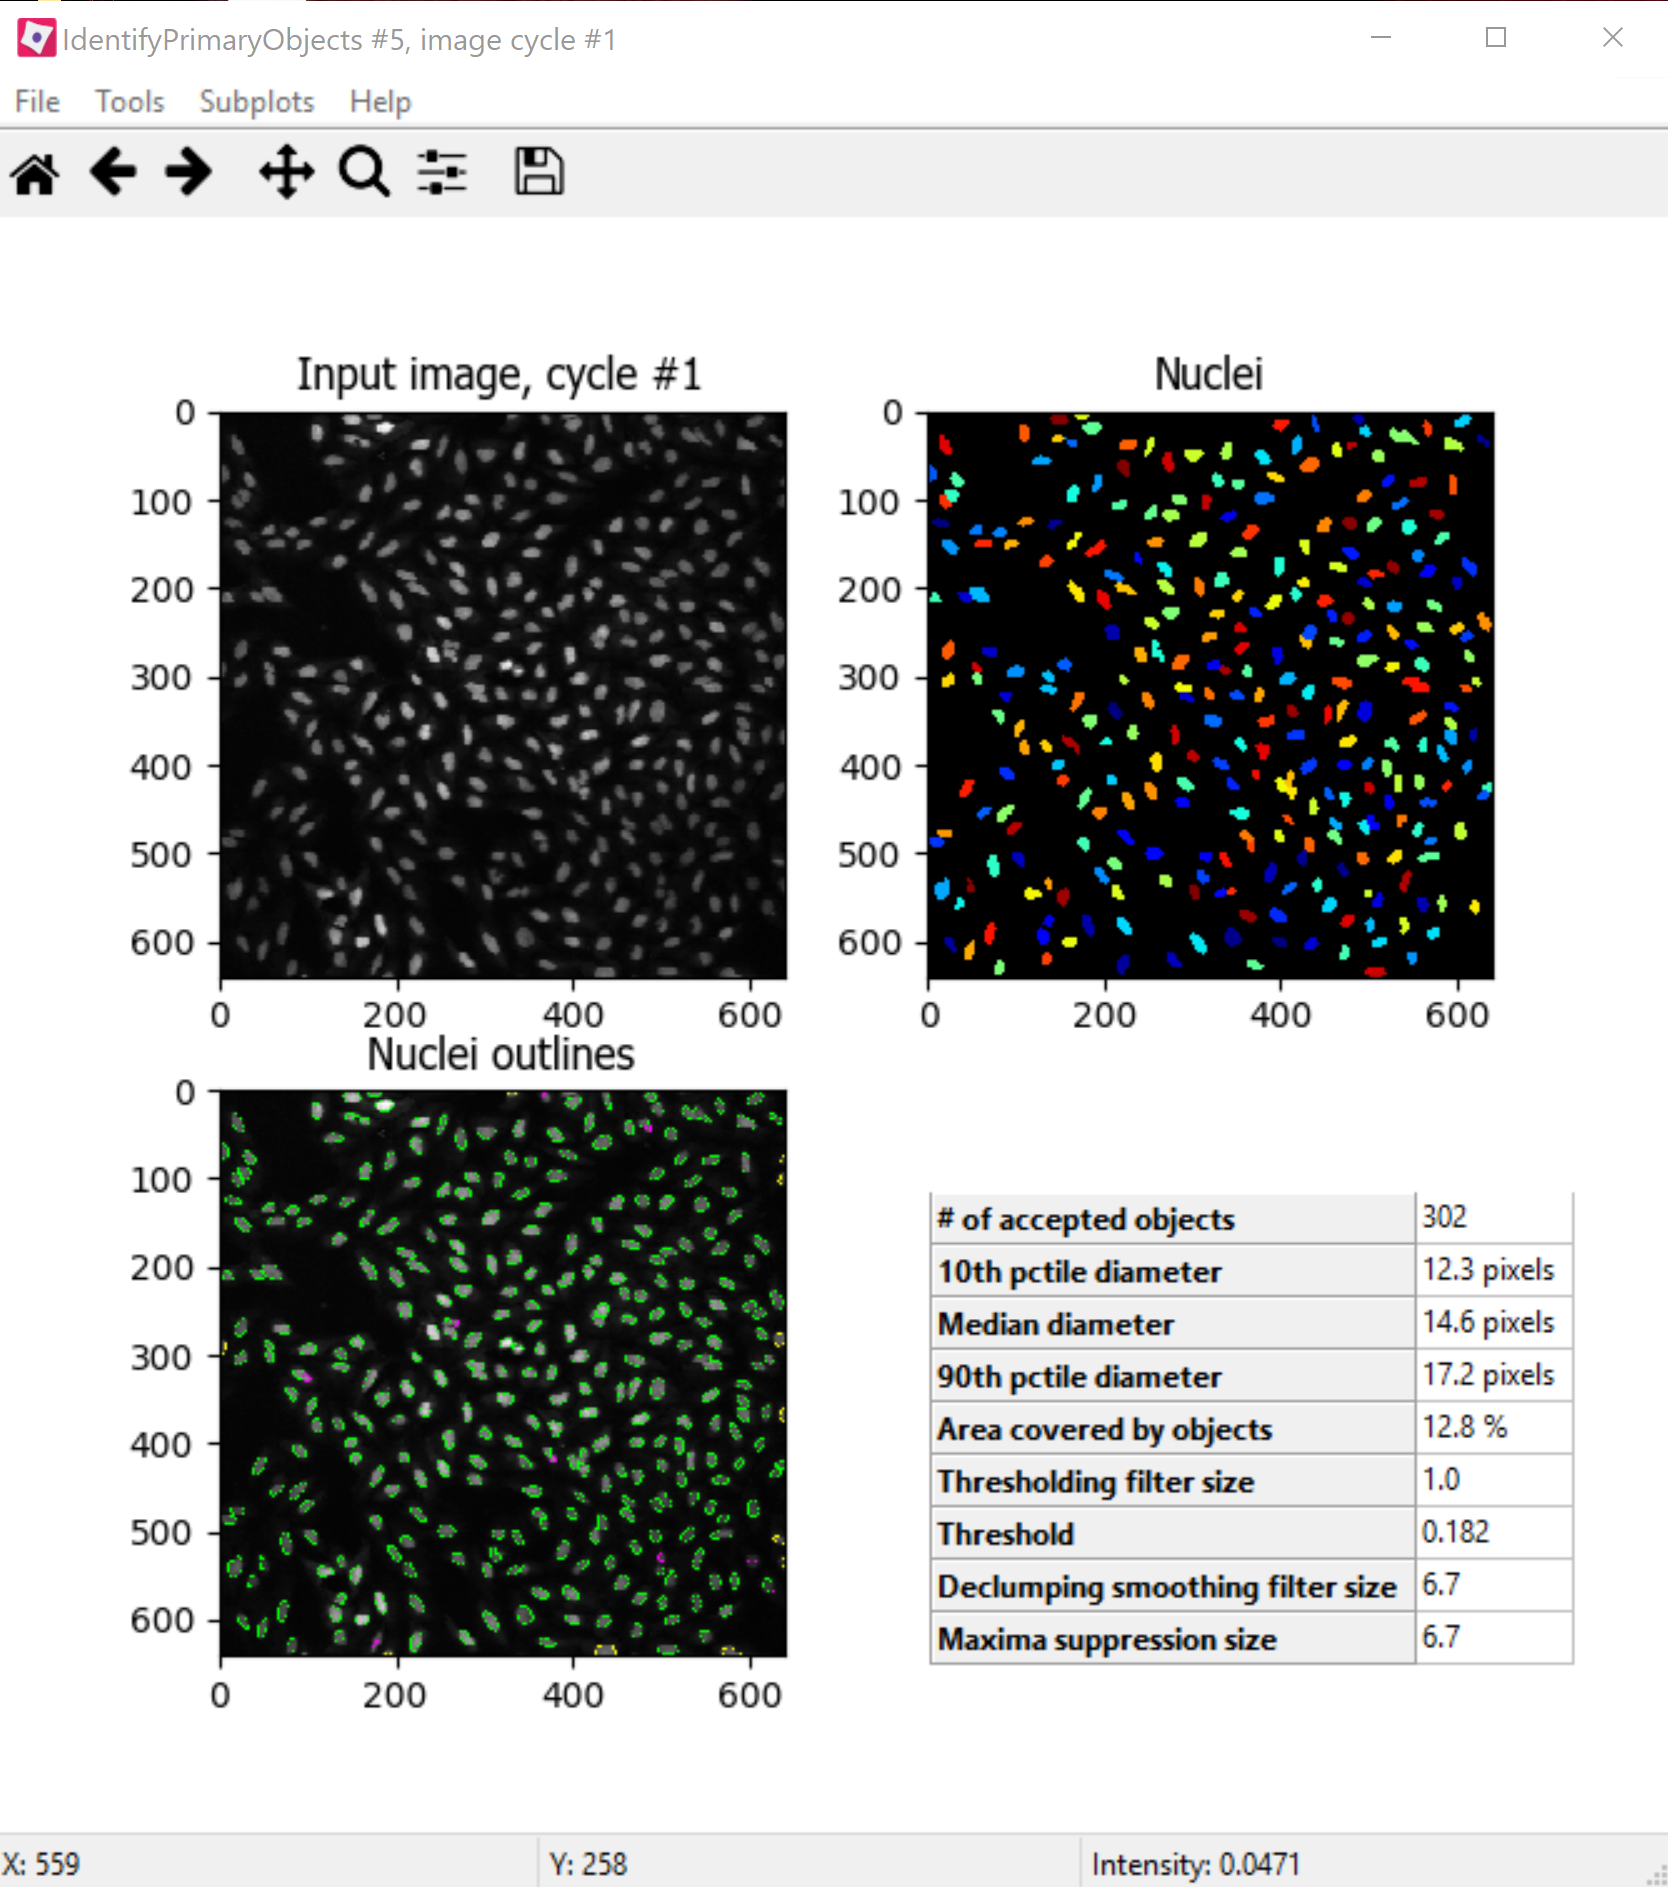 IdentifyPrimaryObjects #5, image cycle #1
File Tools Subplots Help
Input image, cycle #1
0
100
200
300
400
500
600
0 200 400 600
Nuclei
0
100
200
300
400
500
600
0 200 400 600
Nuclei outlines
0
100
200
300
400
500
600
0 200 400 600
# of accepted objects 302
10th pctile diameter 12.3 pixels
Median diameter 14.6 pixels
90th pctile diameter 17.2 pixels
Area covered by objects 12.8 %
Thresholding filter size 1.0
Threshold 0.182
Declumping smoothing filter size 6.7
Maxima suppression size 6.7
X: 559 Y: 258 Intensity: 0.0471